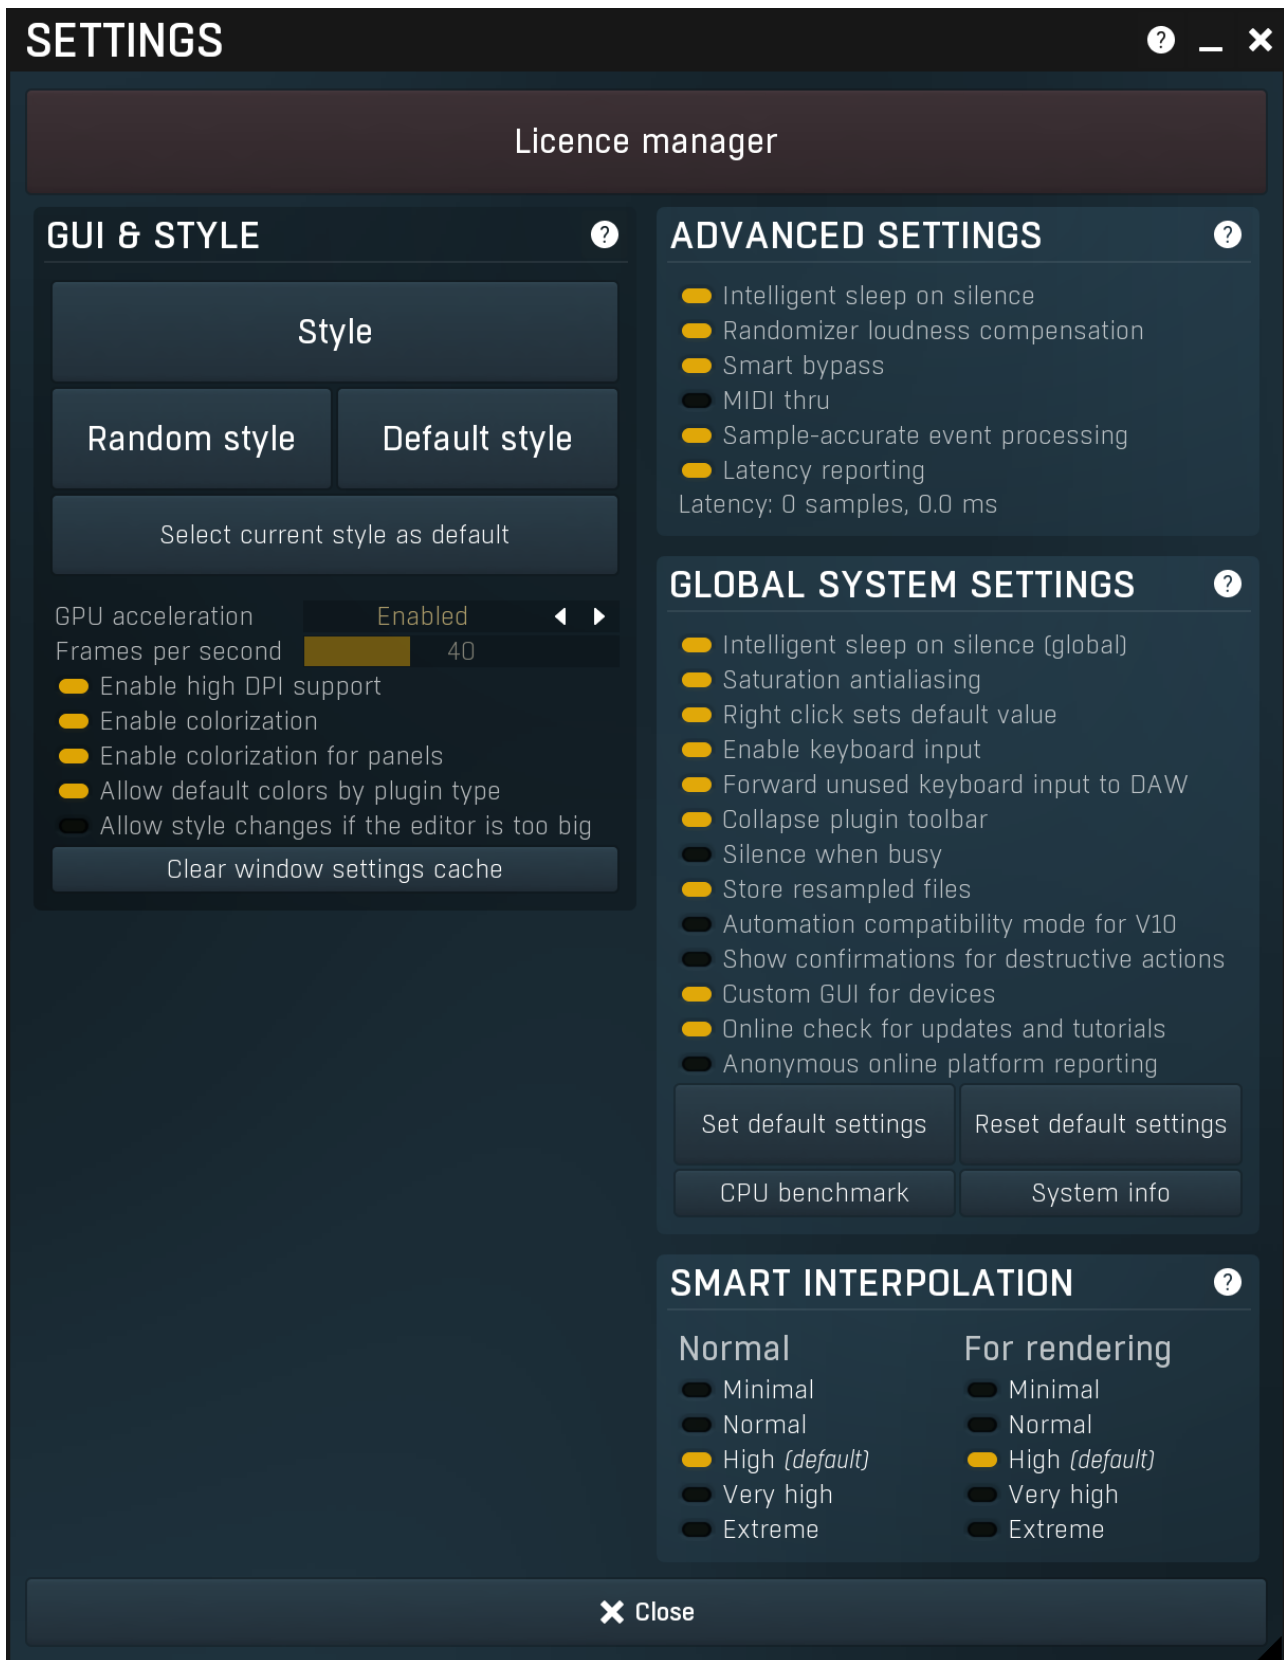 SETTINGS
Licence manager
GUI & STYLE
Style
Random style
Default style
Select current style as default
GPU acceleration Enabled
Frames per second 40
Enable high DPI support
Enable colorization
Enable colorization for panels
Allow default colors by plugin type
Allow style changes if the editor is too big
Clear window settings cache
ADVANCED SETTINGS
Intelligent sleep on silence
Randomizer loudness compensation
Smart bypass
MIDI thru
Sample-accurate event processing
Latency reporting
Latency: 0 samples, 0.0 ms
GLOBAL SYSTEM SETTINGS
Intelligent sleep on silence (global)
Saturation antialiasing
Right click sets default value
Enable keyboard input
Forward unused keyboard input to DAW
Collapse plugin toolbar
Silence when busy
Store resampled files
Automation compatibility mode for V10
Show confirmations for destructive actions
Custom GUI for devices
Online check for updates and tutorials
Anonymous online platform reporting
Set default settings
Reset default settings
CPU benchmark
System info
SMART INTERPOLATION
Normal
Minimal
Normal
High (default)
Very high
Extreme
For rendering
Minimal
Normal
High (default)
Very high
Extreme
Close